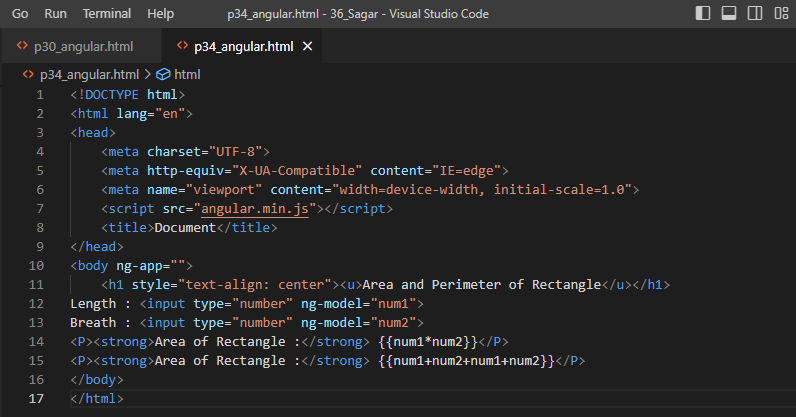 Go Run Terminal Help p34_angular.html - 36_Sagar - Visual Studio Code
p30_angular.html p34_angular.html
p34_angular.html > html
1 <!DOCTYPE html>
2 <html lang="en">
3 <head>
4 <meta charset="UTF-8">
5 <meta http-equiv="X-UA-Compatible" content="IE=edge">
6 <meta name="viewport" content="width=device-width, initial-scale=1.0">
7 <script src="angular.min.js"></script>
8 <title>Document</title>
9 </head>
10 <body ng-app="">
11 <h1 style="text-align: center"><u>Area and Perimeter of Rectangle</u></h1>
12 Length : <input type="number" ng-model="num1">
13 Breath : <input type="number" ng-model="num2">
14 <P><strong>Area of Rectangle :</strong> {{num1*num2}}</P>
15 <P><strong>Area of Rectangle :</strong> {{num1+num2+num1+num2}}</P>
16 </body>
17 </html>